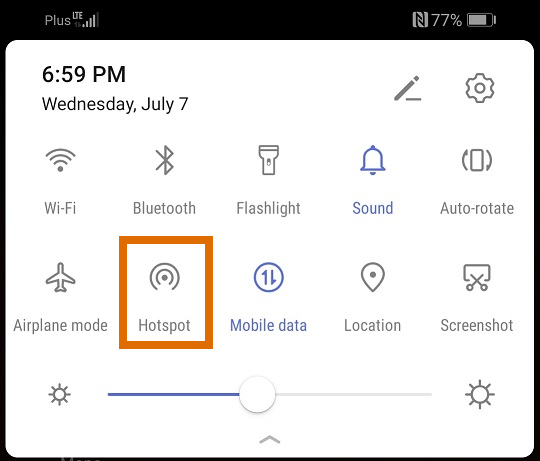 Plus LTE 77%
6:59 PM
Wednesday, July 7
Wi-Fi Bluetooth Flashlight Sound Auto-rotate
Airplane mode Hotspot Mobile data Location Screenshot